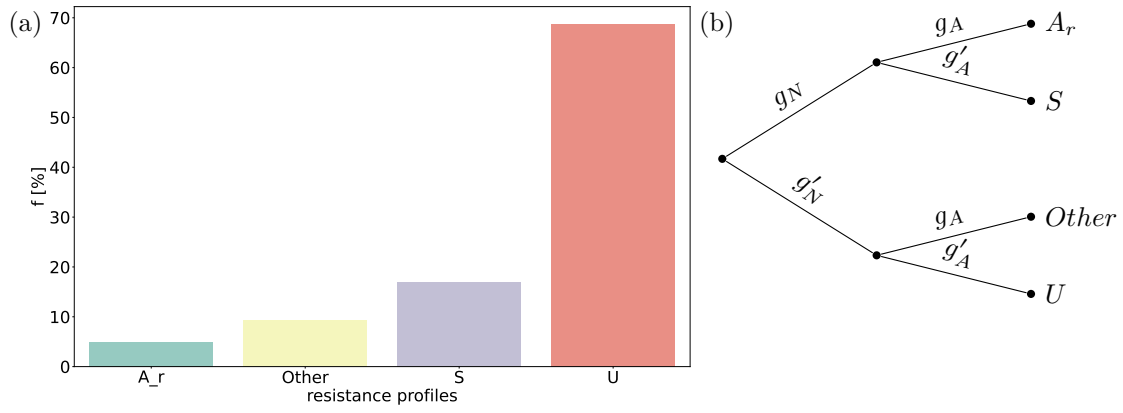 (a)
70
60
50
40
30
20
10
0
f [%]
A_r Other S U
resistance profiles
(b)
g_N
g'_N
g_A
g'_A
g_A
g'_A
A_r
S
Other
U